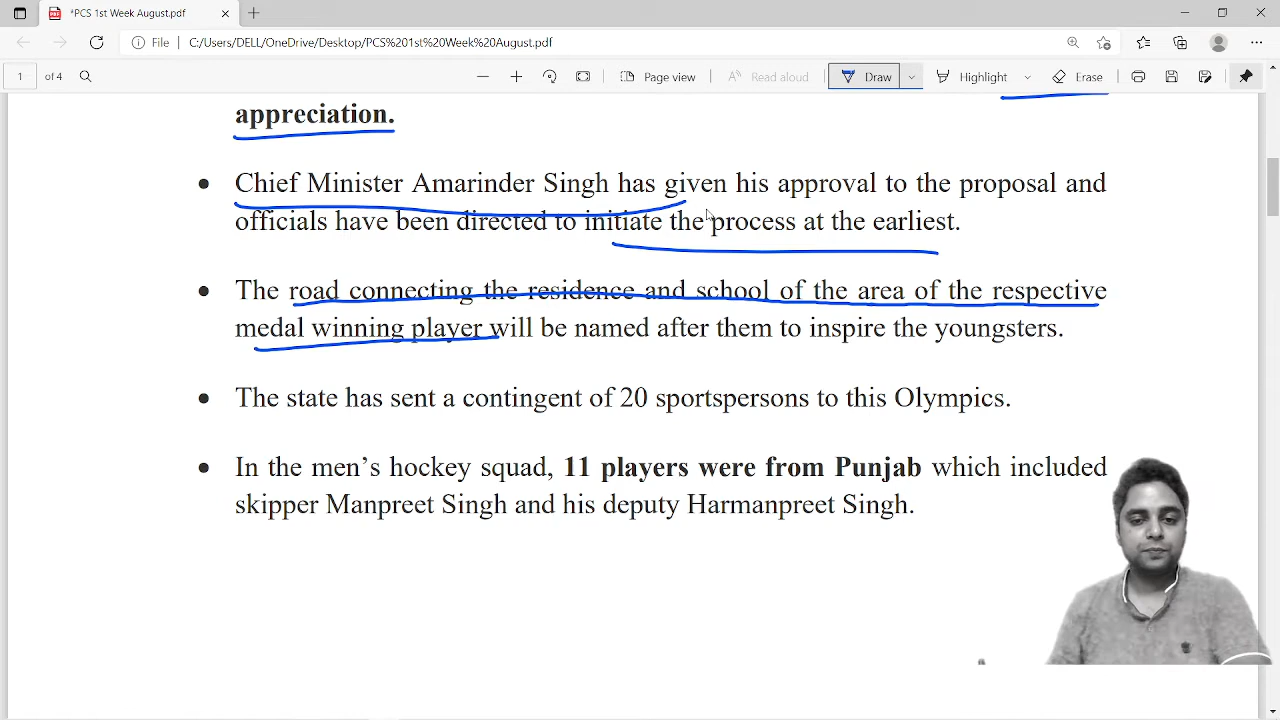 *PCS 1st Week August.pdf
File
C:/Users/DELL/OneDrive/Desktop/PCS%201st%20Week%20August.pdf
1 of 4
Page view
Read aloud
Draw
Highlight
Erase
appreciation.
• Chief Minister Amarinder Singh has given his approval to the proposal and
officials have been directed to initiate the process at the earliest.
• The road connecting the residence and school of the area of the respective
medal winning player will be named after them to inspire the youngsters.
• The state has sent a contingent of 20 sportspersons to this Olympics.
• In the men’s hockey squad, 11 players were from Punjab which included
skipper Manpreet Singh and his deputy Harmanpreet Singh.